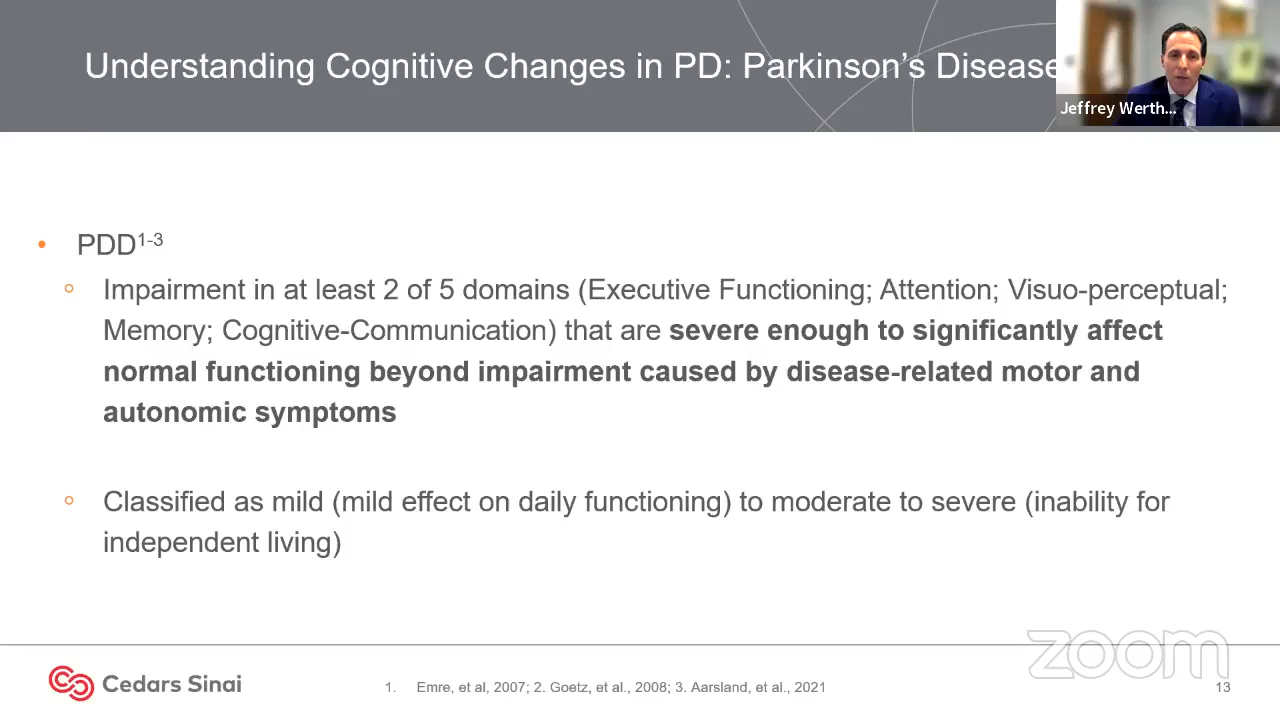 Understanding Cognitive Changes in PD: Parkinson's Disease
Jeffrey Werth...
• PDD1-3
Impairment in at least 2 of 5 domains (Executive Functioning; Attention; Visuo-perceptual;
Memory; Cognitive-Communication) that are severe enough to significantly affect
normal functioning beyond impairment caused by disease-related motor and
autonomic symptoms
Classified as mild (mild effect on daily functioning) to moderate to severe (inability for
independent living)
zoom
Cedars Sinai
1. Emre, et al, 2007; 2. Goetz, et al., 2008; 3. Aarsland, et al., 2021
13